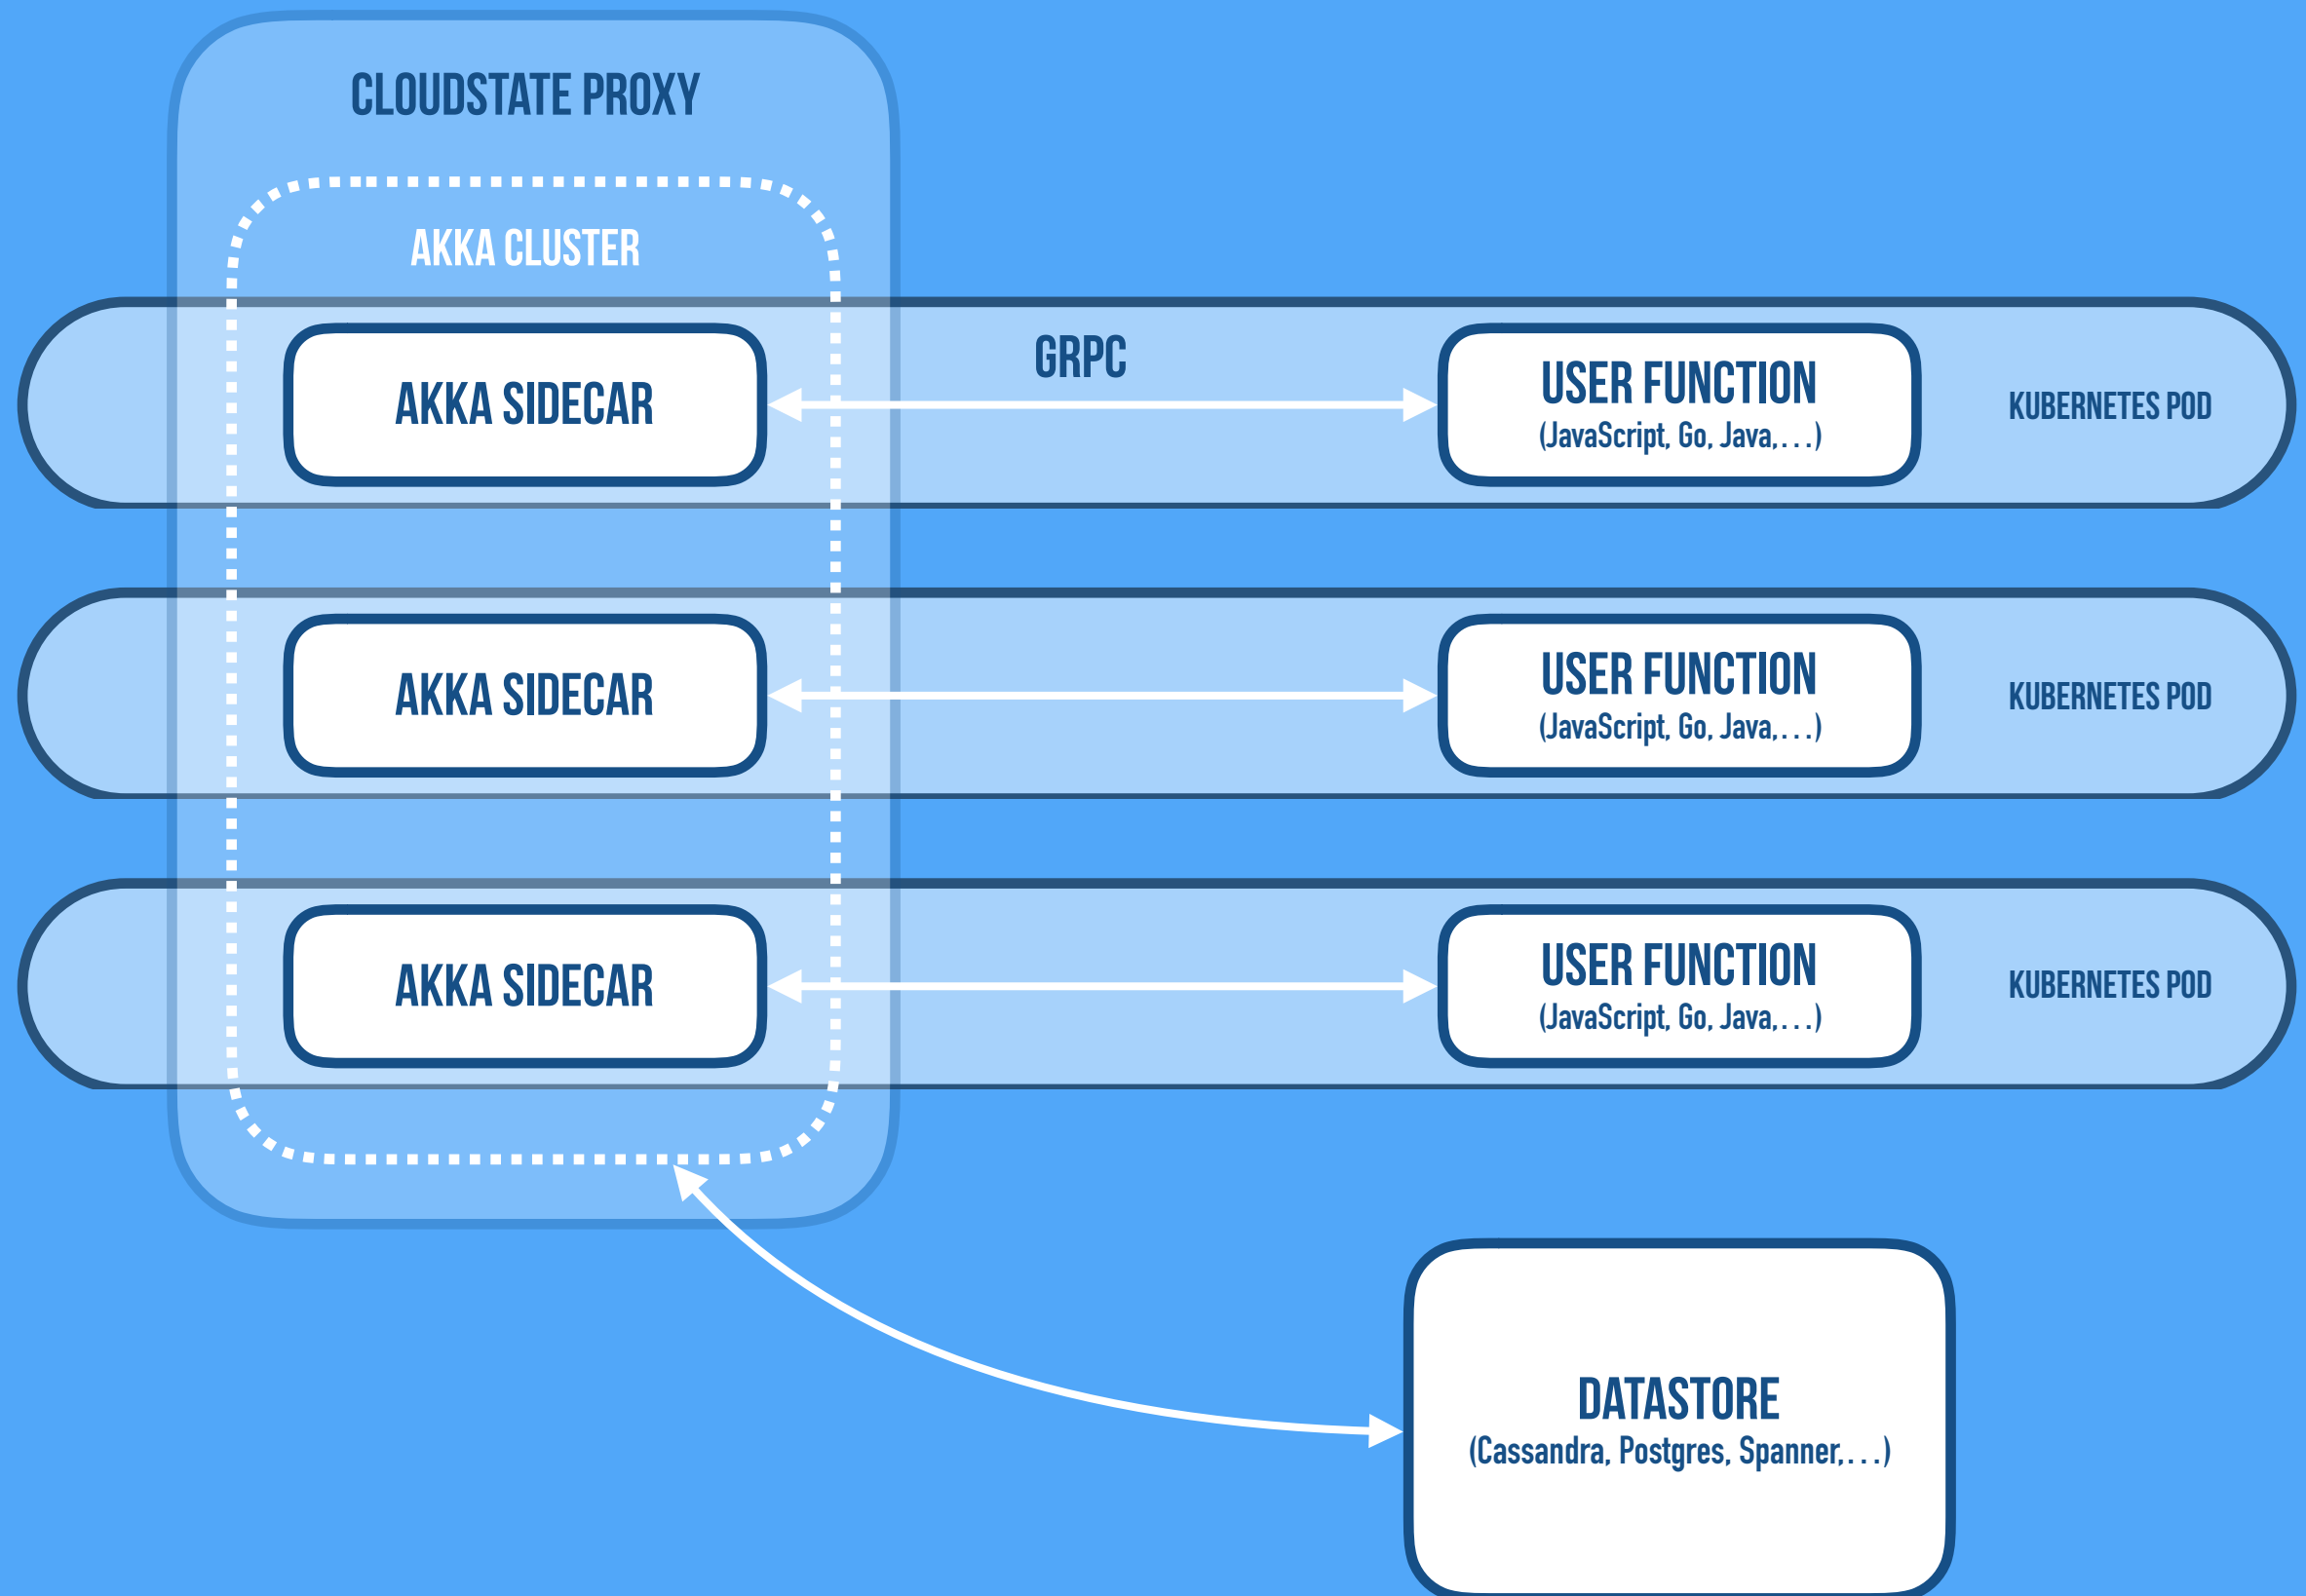 CLOUDSTATE PROXY
AKKA CLUSTER
AKKA SIDECAR
GRPC
USER FUNCTION
(JavaScript, Go, Java,...)
KUBERNETES POD
AKKA SIDECAR
USER FUNCTION
(JavaScript, Go, Java,...)
KUBERNETES POD
AKKA SIDECAR
USER FUNCTION
(JavaScript, Go, Java,...)
KUBERNETES POD
DATASTORE
(Cassandra, Postgres, Spanner,...)